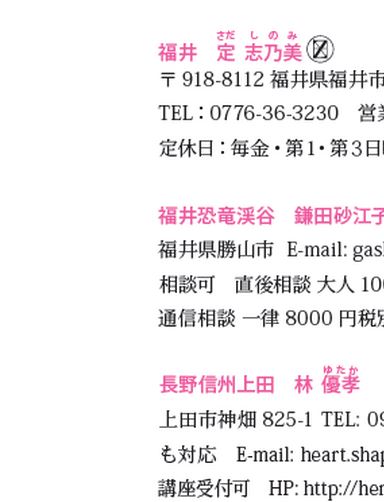 さだ しのみ
福井 定 志乃美
〒918-8112 福井県福井市
TEL：0776-36-3230 営
定休日：毎金・第1・第3日
福井恐竜渓谷 鎌田砂江子
福井県勝山市 E-mail: gas
相談可 直後相談 大人 10
通信相談 一律 8000 円税
ゆたか
長野信州上田 林 優孝
上田市神畑 825-1 TEL: 09
も対応 E-mail: heart.shap
講座受付可 HP: http://her